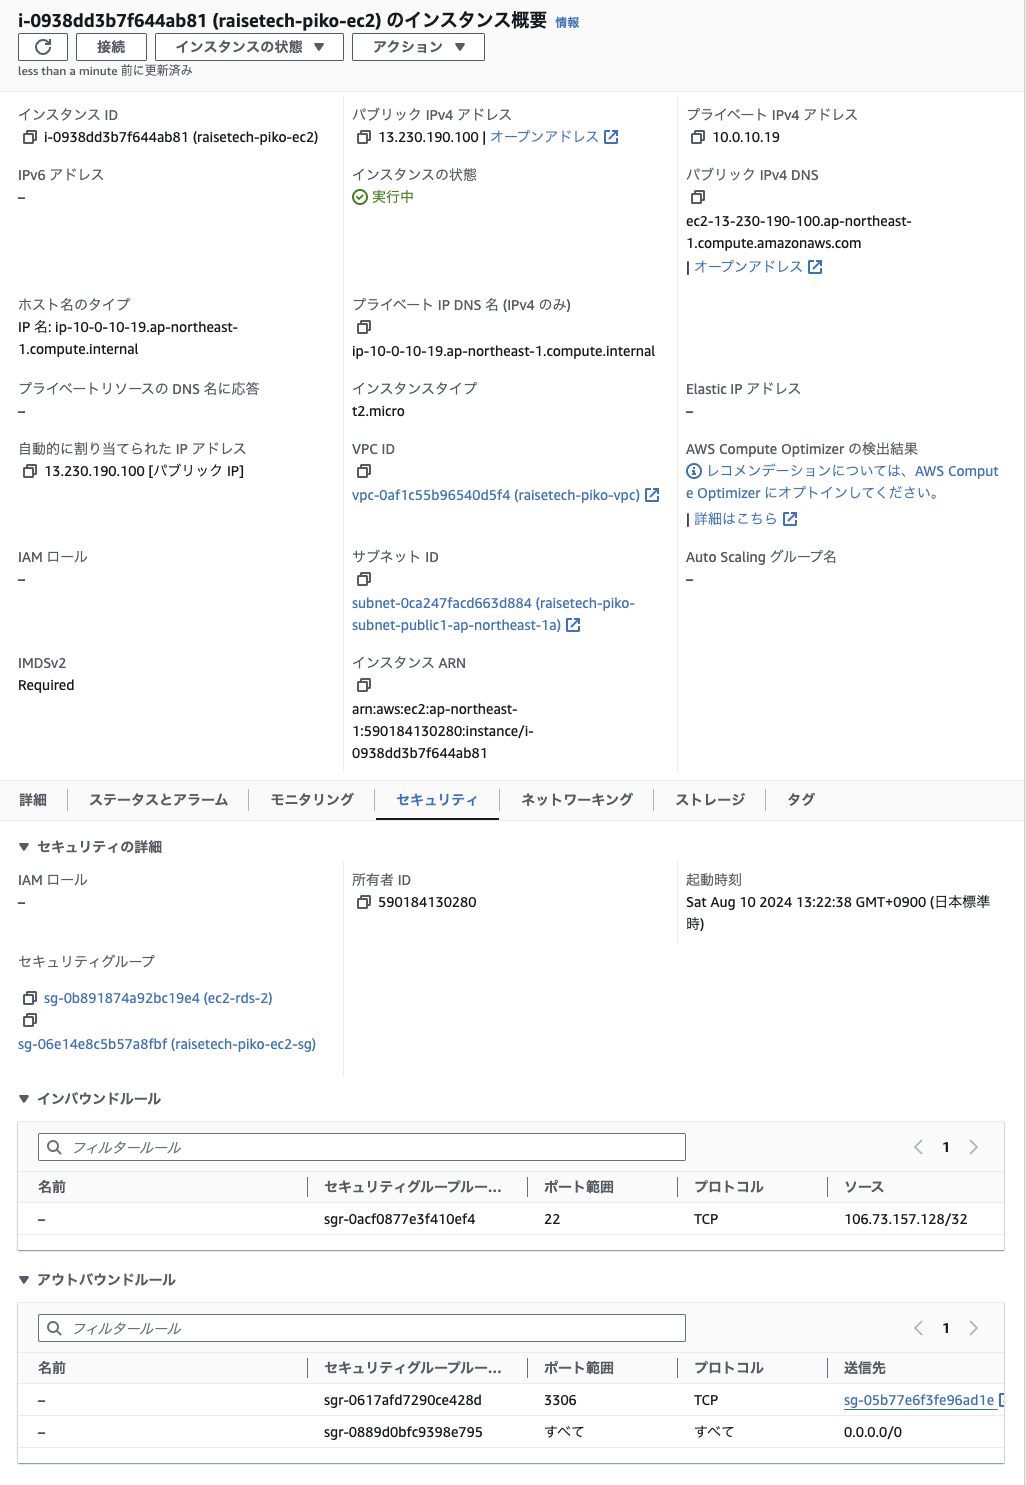 i-0938dd3b7f644ab81 (raisetech-piko-ec2) のインスタンス概要 情報
接続 インスタンスの状態 ▼ アクション ▼
less than a minute 前に更新済み
インスタンス ID
i-0938dd3b7f644ab81 (raisetech-piko-ec2)
パブリック IPv4 アドレス
13.230.190.100 | オープンアドレス
プライベート IPv4 アドレス
10.0.10.19
IPv6 アドレス
–
インスタンスの状態
実行中
パブリック IPv4 DNS
ec2-13-230-190-100.ap-northeast-
1.compute.amazonaws.com
| オープンアドレス
ホスト名のタイプ
IP 名: ip-10-0-10-19.ap-northeast-
1.compute.internal
プライベート IP DNS 名 (IPv4 のみ)
ip-10-0-10-19.ap-northeast-1.compute.internal
プライベートリソースの DNS 名に応答
–
インスタンスタイプ
t2.micro
Elastic IP アドレス
–
自動的に割り当てられた IP アドレス
13.230.190.100 [パブリック IP]
VPC ID
vpc-0af1c55b96540d5f4 (raisetech-piko-vpc)
AWS Compute Optimizer の検出結果
レコメンデーションについては、AWS Comput
e Optimizer にオプトインしてください。
| 詳細はこちら
IAM ロール
–
サブネット ID
subnet-0ca247facd663d884 (raisetech-piko-
subnet-public1-ap-northeast-1a)
Auto Scaling グループ名
–
IMDSv2
Required
インスタンス ARN
arn:aws:ec2:ap-northeast-
1:590184130280:instance/i-
0938dd3b7f644ab81
詳細 ステータスとアラーム モニタリング セキュリティ ネットワーキング ストレージ タグ
▼ セキュリティの詳細
IAM ロール
–
所有者 ID
590184130280
起動時刻
Sat Aug 10 2024 13:22:38 GMT+0900 (日本標準
時)
セキュリティグループ
sg-0b891874a92bc19e4 (ec2-rds-2)
sg-06e14e8c5b57a8fbf (raisetech-piko-ec2-sg)
▼ インバウンドルール
フィルタールール 1
名前 セキュリティグループルー... ポート範囲 プロトコル ソース
– sgr-0acf0877e3f410ef4 22 TCP 106.73.157.128/32
▼ アウトバウンドルール
フィルタールール 1
名前 セキュリティグループルー... ポート範囲 プロトコル 送信先
– sgr-0617afd7290ce428d 3306 TCP sg-05b77e6f3fe96ad1e
– sgr-0889d0bfc9398e795 すべて すべて 0.0.0.0/0